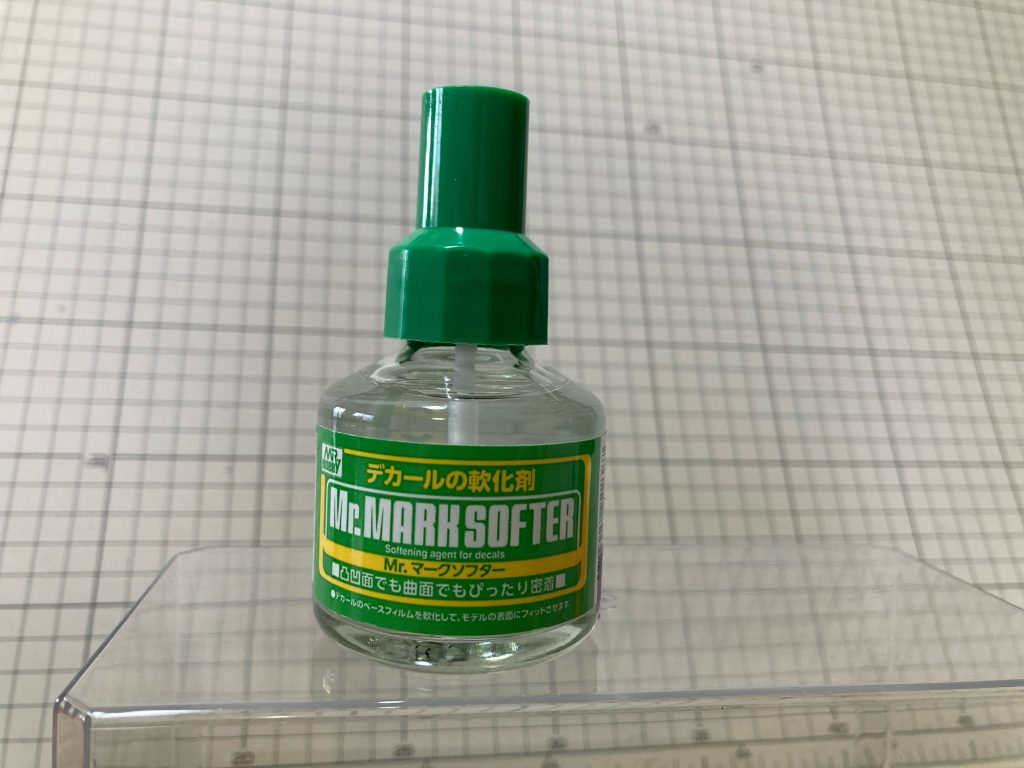 Mr. HOBBY
デカールの軟化剤
Mr. MARK SOFTER
Softening agent for decals
Mr. マークソフター
■凸凹面でも曲面でもぴったり密着■
●デカールのベースフィルムを軟化して、モデルの表面にフィットさせます。